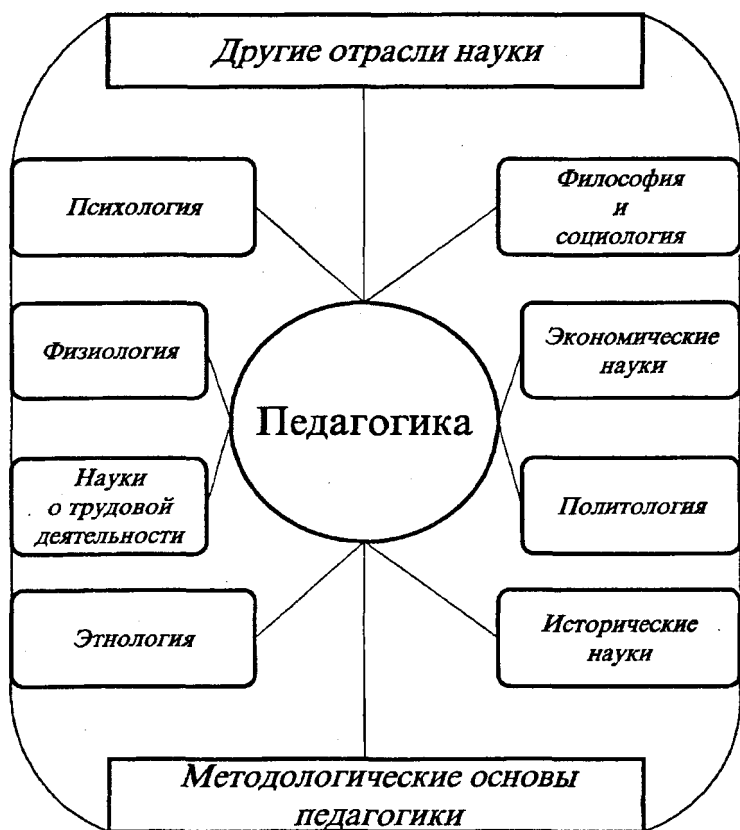 Другие отрасли науки
Психология
Философия
и
социология
Физиология
Экономические
науки
Педагогика
Науки
о трудовой
деятельности
Политология
Этнология
Исторические
науки
Методологические основы
педагогики